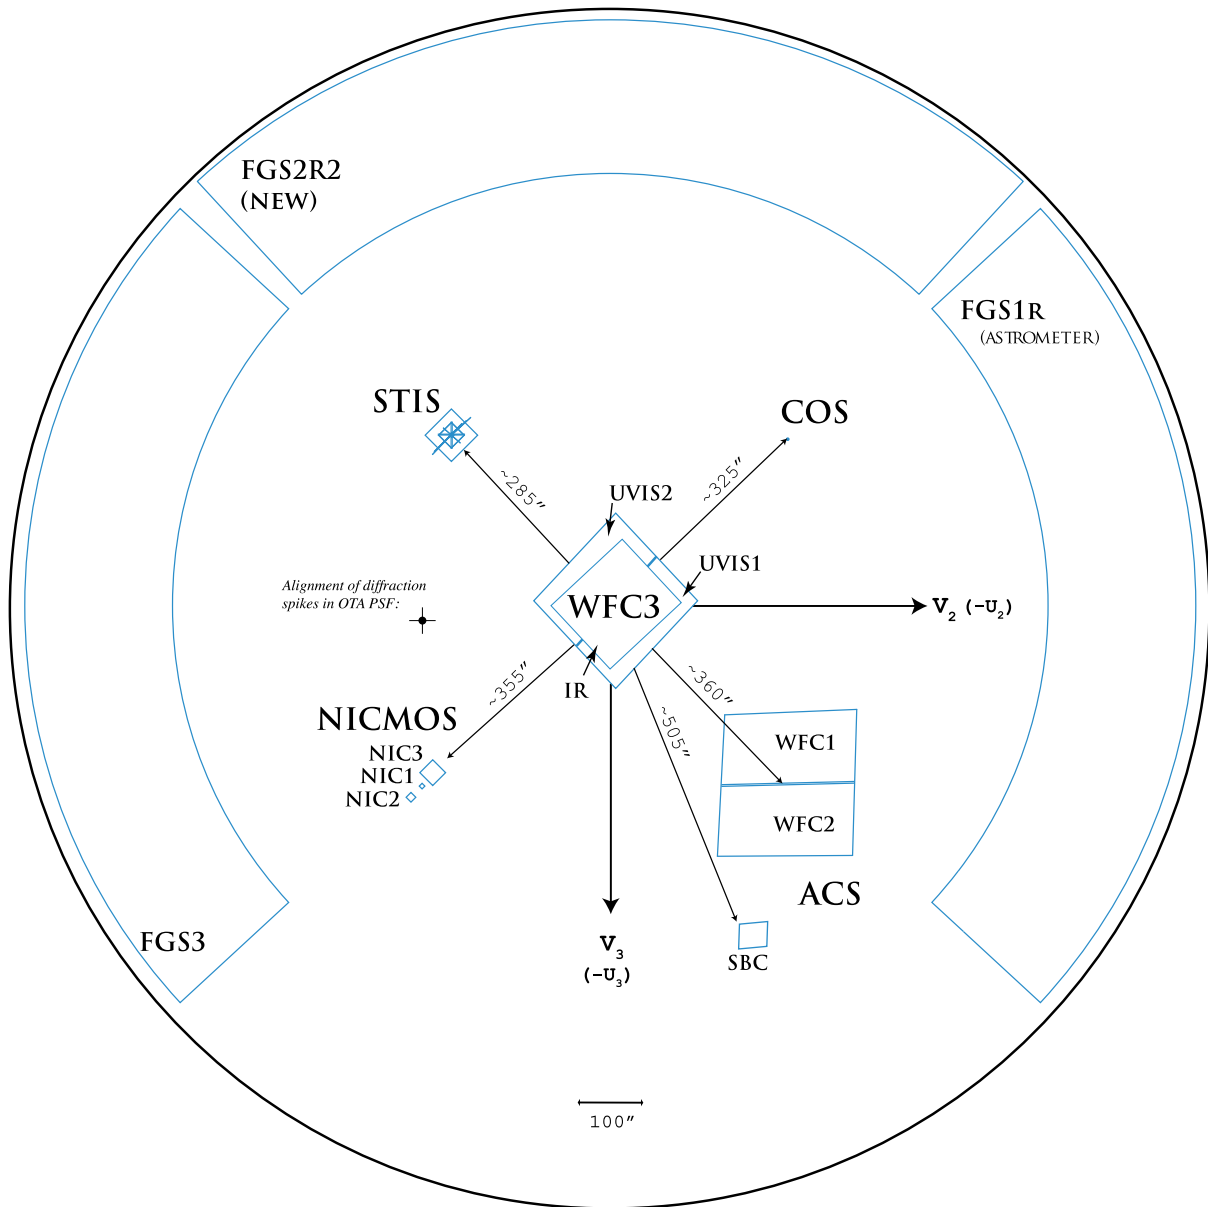 FGS2R2
(NEW)
FGS1R
(ASTROMETER)
STIS
COS
~285″
~325″
UVIS2
UVIS1
Alignment of diffraction
spikes in OTA PSF:
WFC3
V2 (-U2)
IR
~355″
~360″
~505″
NICMOS
NIC3
NIC1
NIC2
WFC1
WFC2
ACS
FGS3
V3
(-U3)
SBC
100″